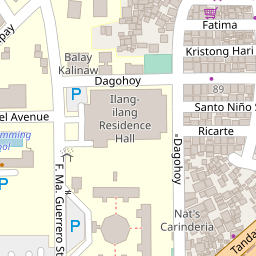 Fatima
Kristong Hari
Balay
Kalinaw
Dagohoy
P
89
Ilang-
ilang
Residence
Hall
Santo Niño S
el Avenue
Ricarte
Dagohoy
F. Ma. Guerrero St
P
P
P
Nat's
Carinderia
Tanda